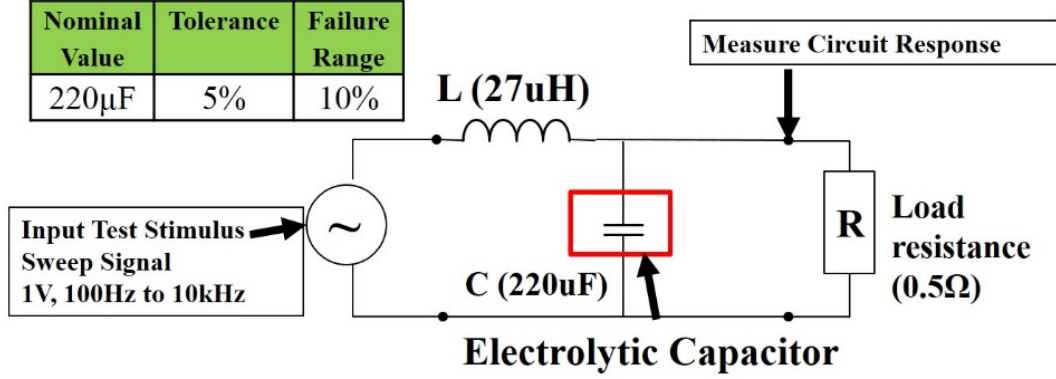 Nominal Value Tolerance Failure Range
220μF 5% 10%
Measure Circuit Response
L (27uH)
Input Test Stimulus
Sweep Signal
1V, 100Hz to 10kHz
~
R
Load
resistance
(0.5Ω)
C (220uF)
Electrolytic Capacitor